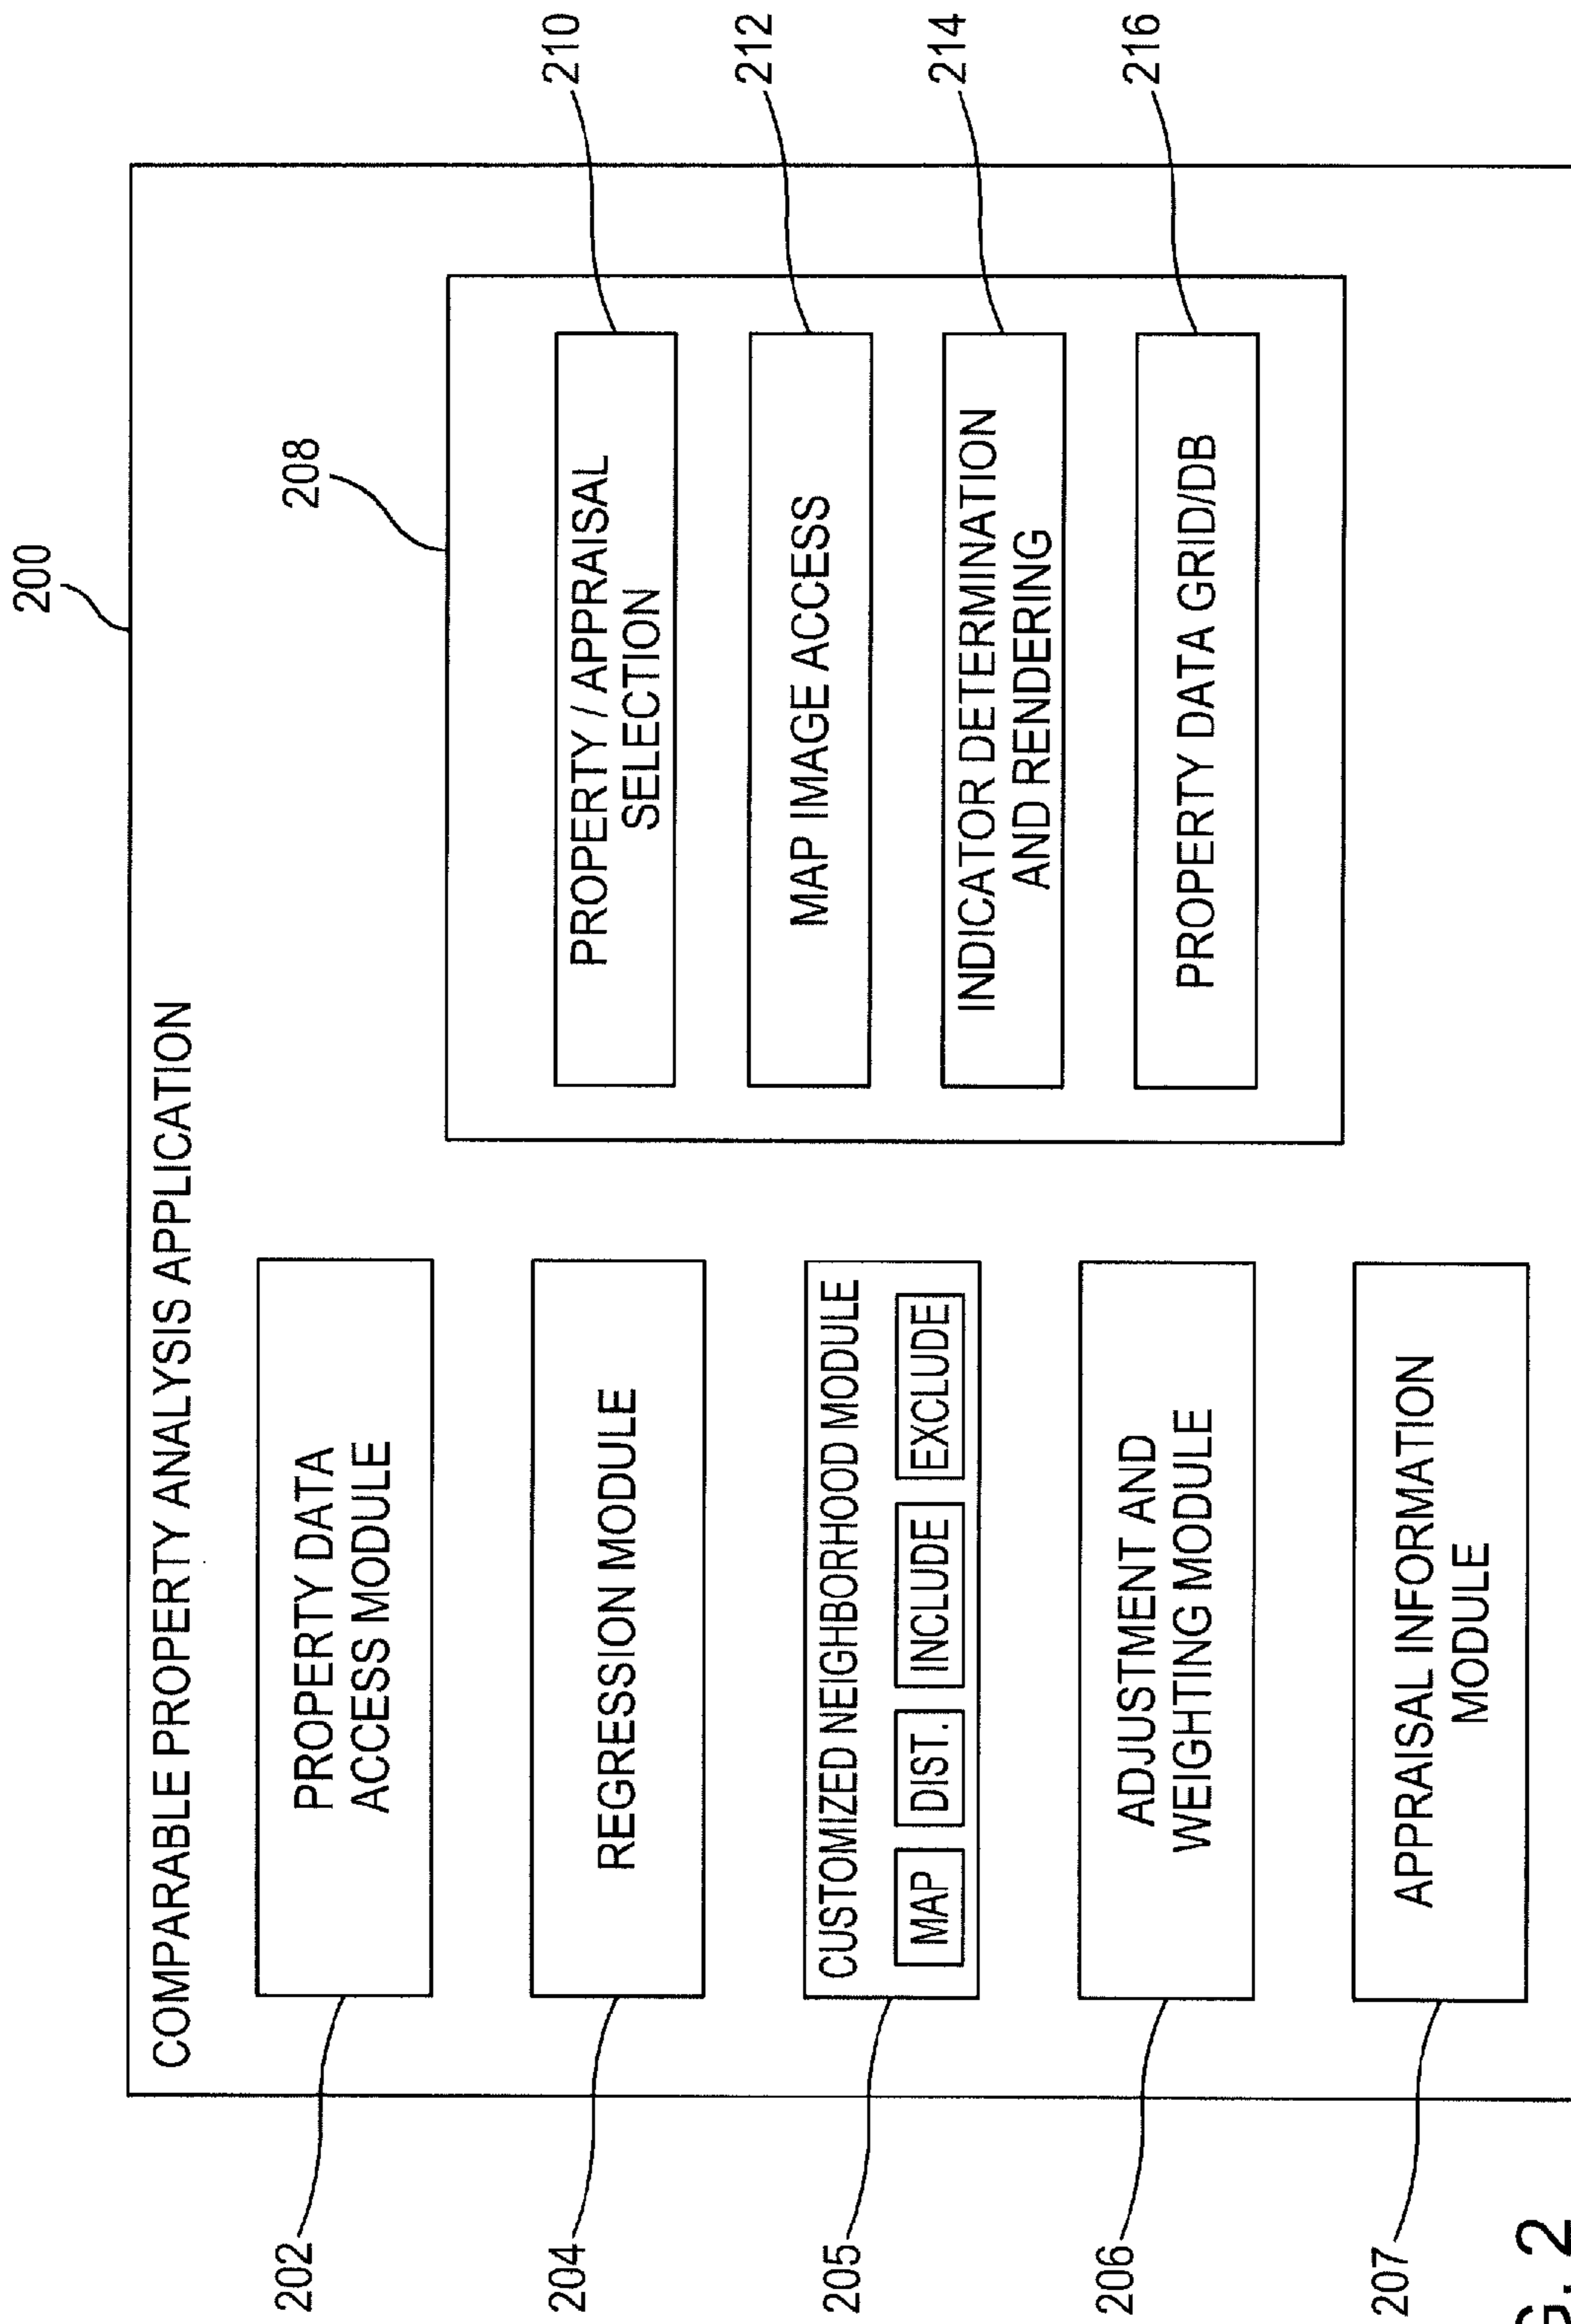 200
COMPARABLE PROPERTY ANALYSIS APPLICATION
202
PROPERTY DATA
ACCESS MODULE
204
REGRESSION MODULE
205
CUSTOMIZED NEIGHBORHOOD MODULE
MAP DIST. INCLUDE EXCLUDE
206
ADJUSTMENT AND
WEIGHTING MODULE
207
APPRAISAL INFORMATION
MODULE
208
PROPERTY / APPRAISAL
SELECTION
210
MAP IMAGE ACCESS
212
INDICATOR DETERMINATION
AND RENDERING
214
PROPERTY DATA GRID/DB
216
G. 2